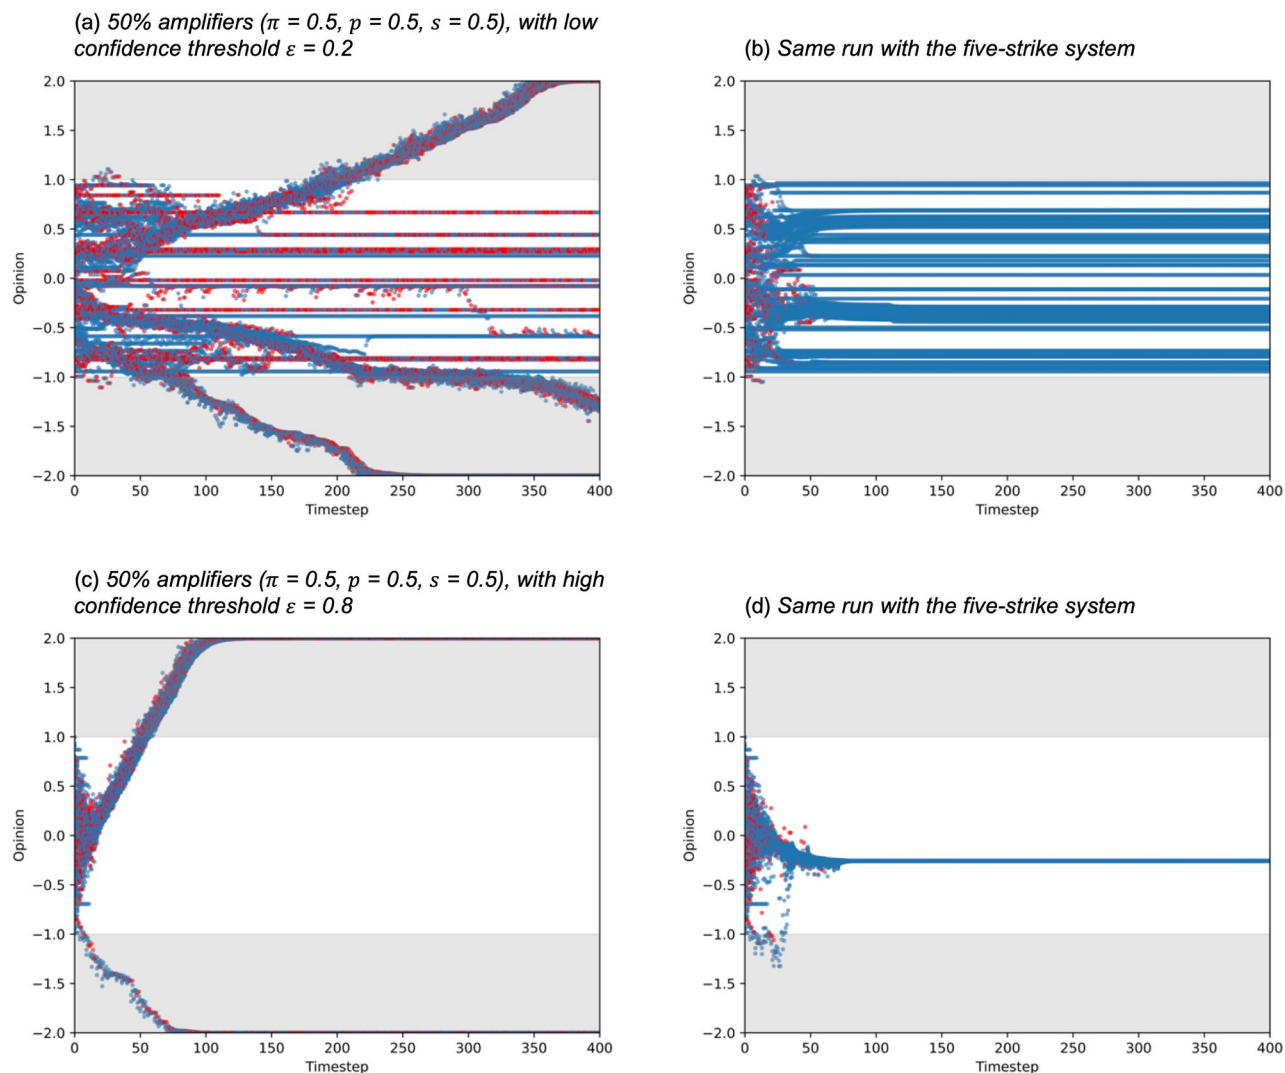 (a) 50% amplifiers (π = 0.5, p = 0.5, s = 0.5), with low
confidence threshold ε = 0.2
2.0
1.5
1.0
0.5
0.0
−0.5
−1.0
−1.5
−2.0
Opinion
0 50 100 150 200 250 300 350 400
Timestep
(b) Same run with the five-strike system
2.0
1.5
1.0
0.5
0.0
−0.5
−1.0
−1.5
−2.0
Opinion
0 50 100 150 200 250 300 350 400
Timestep
(c) 50% amplifiers (π = 0.5, p = 0.5, s = 0.5), with high
confidence threshold ε = 0.8
2.0
1.5
1.0
0.5
0.0
−0.5
−1.0
−1.5
−2.0
Opinion
0 50 100 150 200 250 300 350 400
Timestep
(d) Same run with the five-strike system
2.0
1.5
1.0
0.5
0.0
−0.5
−1.0
−1.5
−2.0
Opinion
0 50 100 150 200 250 300 350 400
Timestep